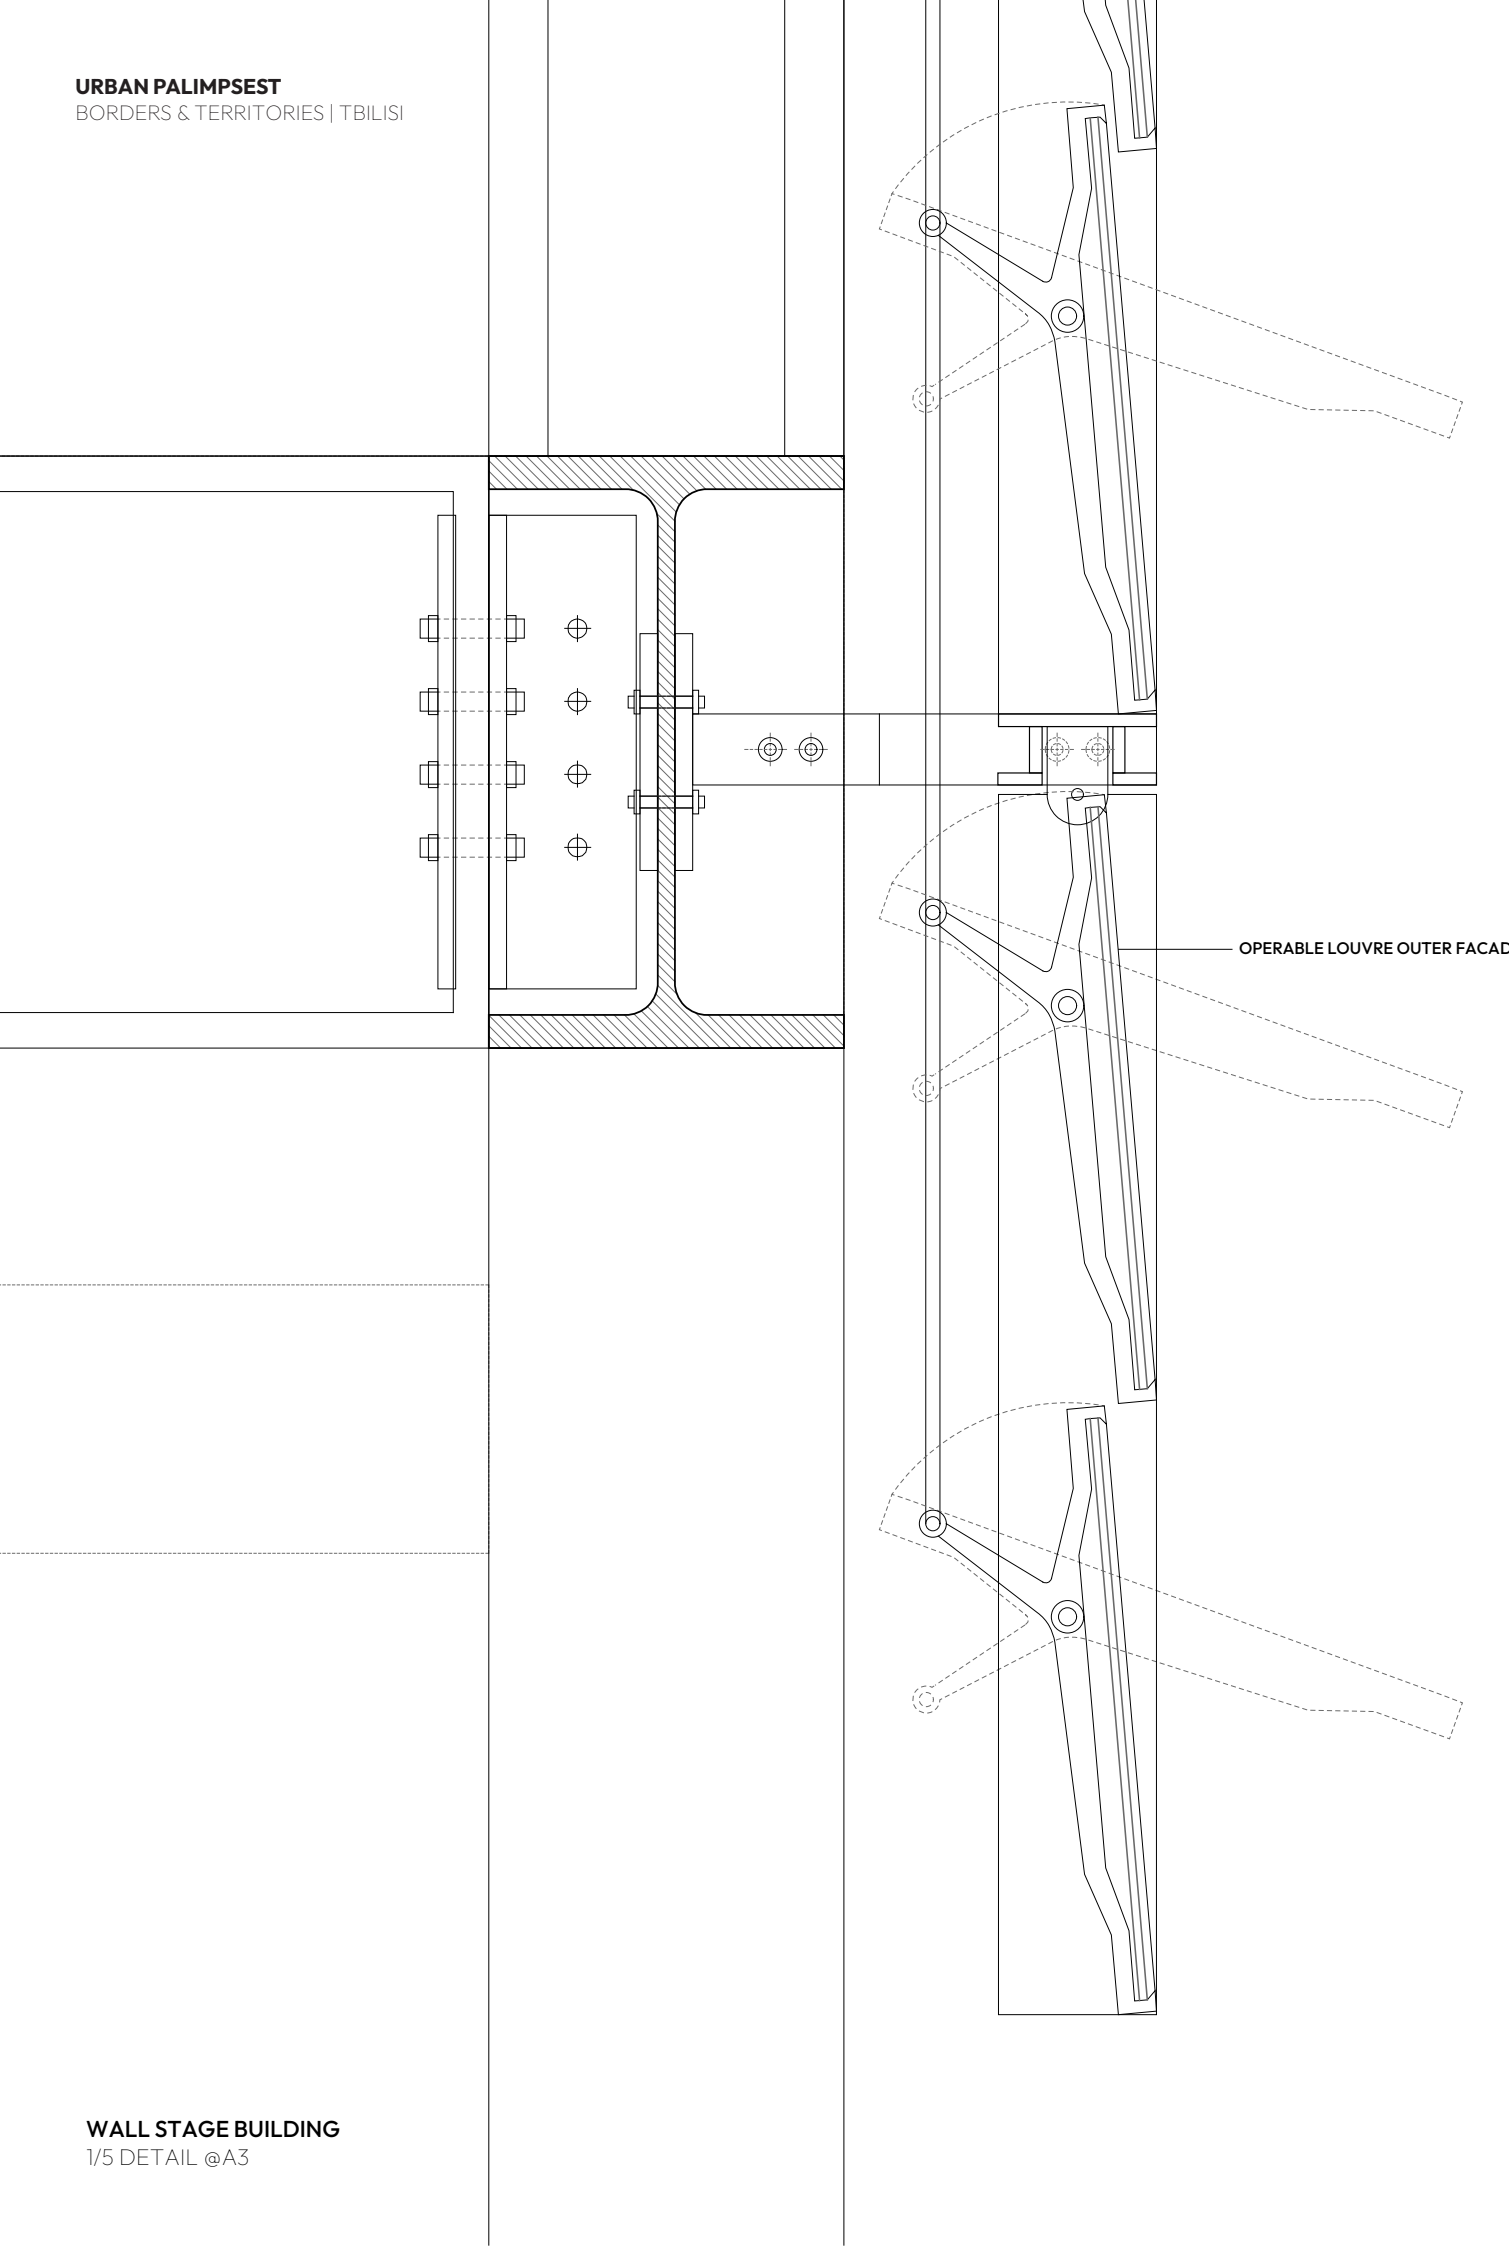 URBAN PALIMPSEST
BORDERS & TERRITORIES | TBILISI
OPERABLE LOUVRE OUTER FACAD
WALL STAGE BUILDING
1/5 DETAIL @A3